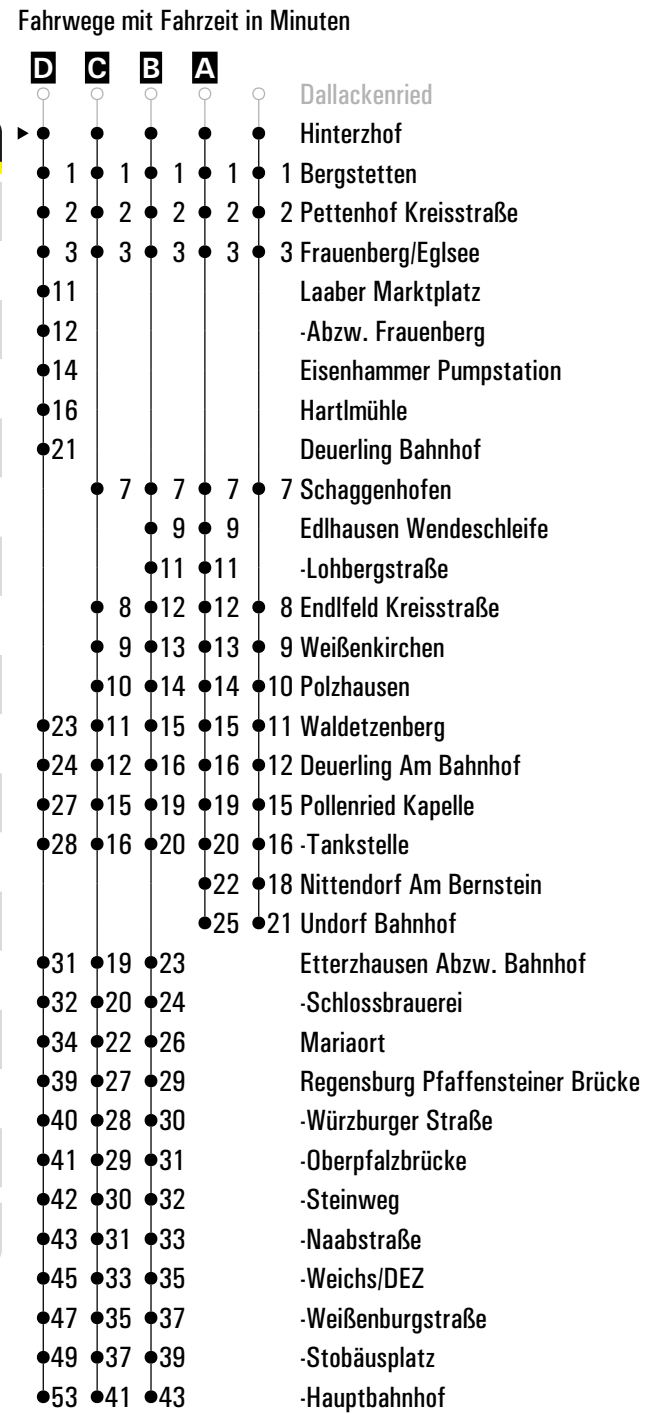 Fahrwege mit Fahrzeit in Minuten
D C B A
Dallackenried
Hinterzhof
1 1 1 1 1 Bergstetten
2 2 2 2 2 Pettenhof Kreisstraße
3 3 3 3 3 Frauenberg/Eglsee
11 Laaber Marktplatz
12 -Abzw. Frauenberg
14 Eisenhammer Pumpstation
16 Hartlmühle
21 Deuerling Bahnhof
7 7 7 7 Schaggenhofen
9 9 Edlhausen Wendeschleife
11 11 -Lohbergstraße
8 12 12 8 Endlfeld Kreisstraße
9 13 13 9 Weißenkirchen
10 14 14 10 Polzhausen
23 11 15 15 11 Waldetzenberg
24 12 16 16 12 Deuerling Am Bahnhof
27 15 19 19 15 Pollenried Kapelle
28 16 20 20 16 -Tankstelle
22 18 Nittendorf Am Bernstein
25 21 Undorf Bahnhof
31 19 23 Etterzhausen Abzw. Bahnhof
32 20 24 -Schlossbrauerei
34 22 26 Mariaort
39 27 29 Regensburg Pfaffensteiner Brücke
40 28 30 -Würzburger Straße
41 29 31 -Oberpfalzbrücke
42 30 32 -Steinweg
43 31 33 -Naabstraße
45 33 35 -Weichs/DEZ
47 35 37 -Weißenburgstraße
49 37 39 -Stobäusplatz
53 41 43 -Hauptbahnhof